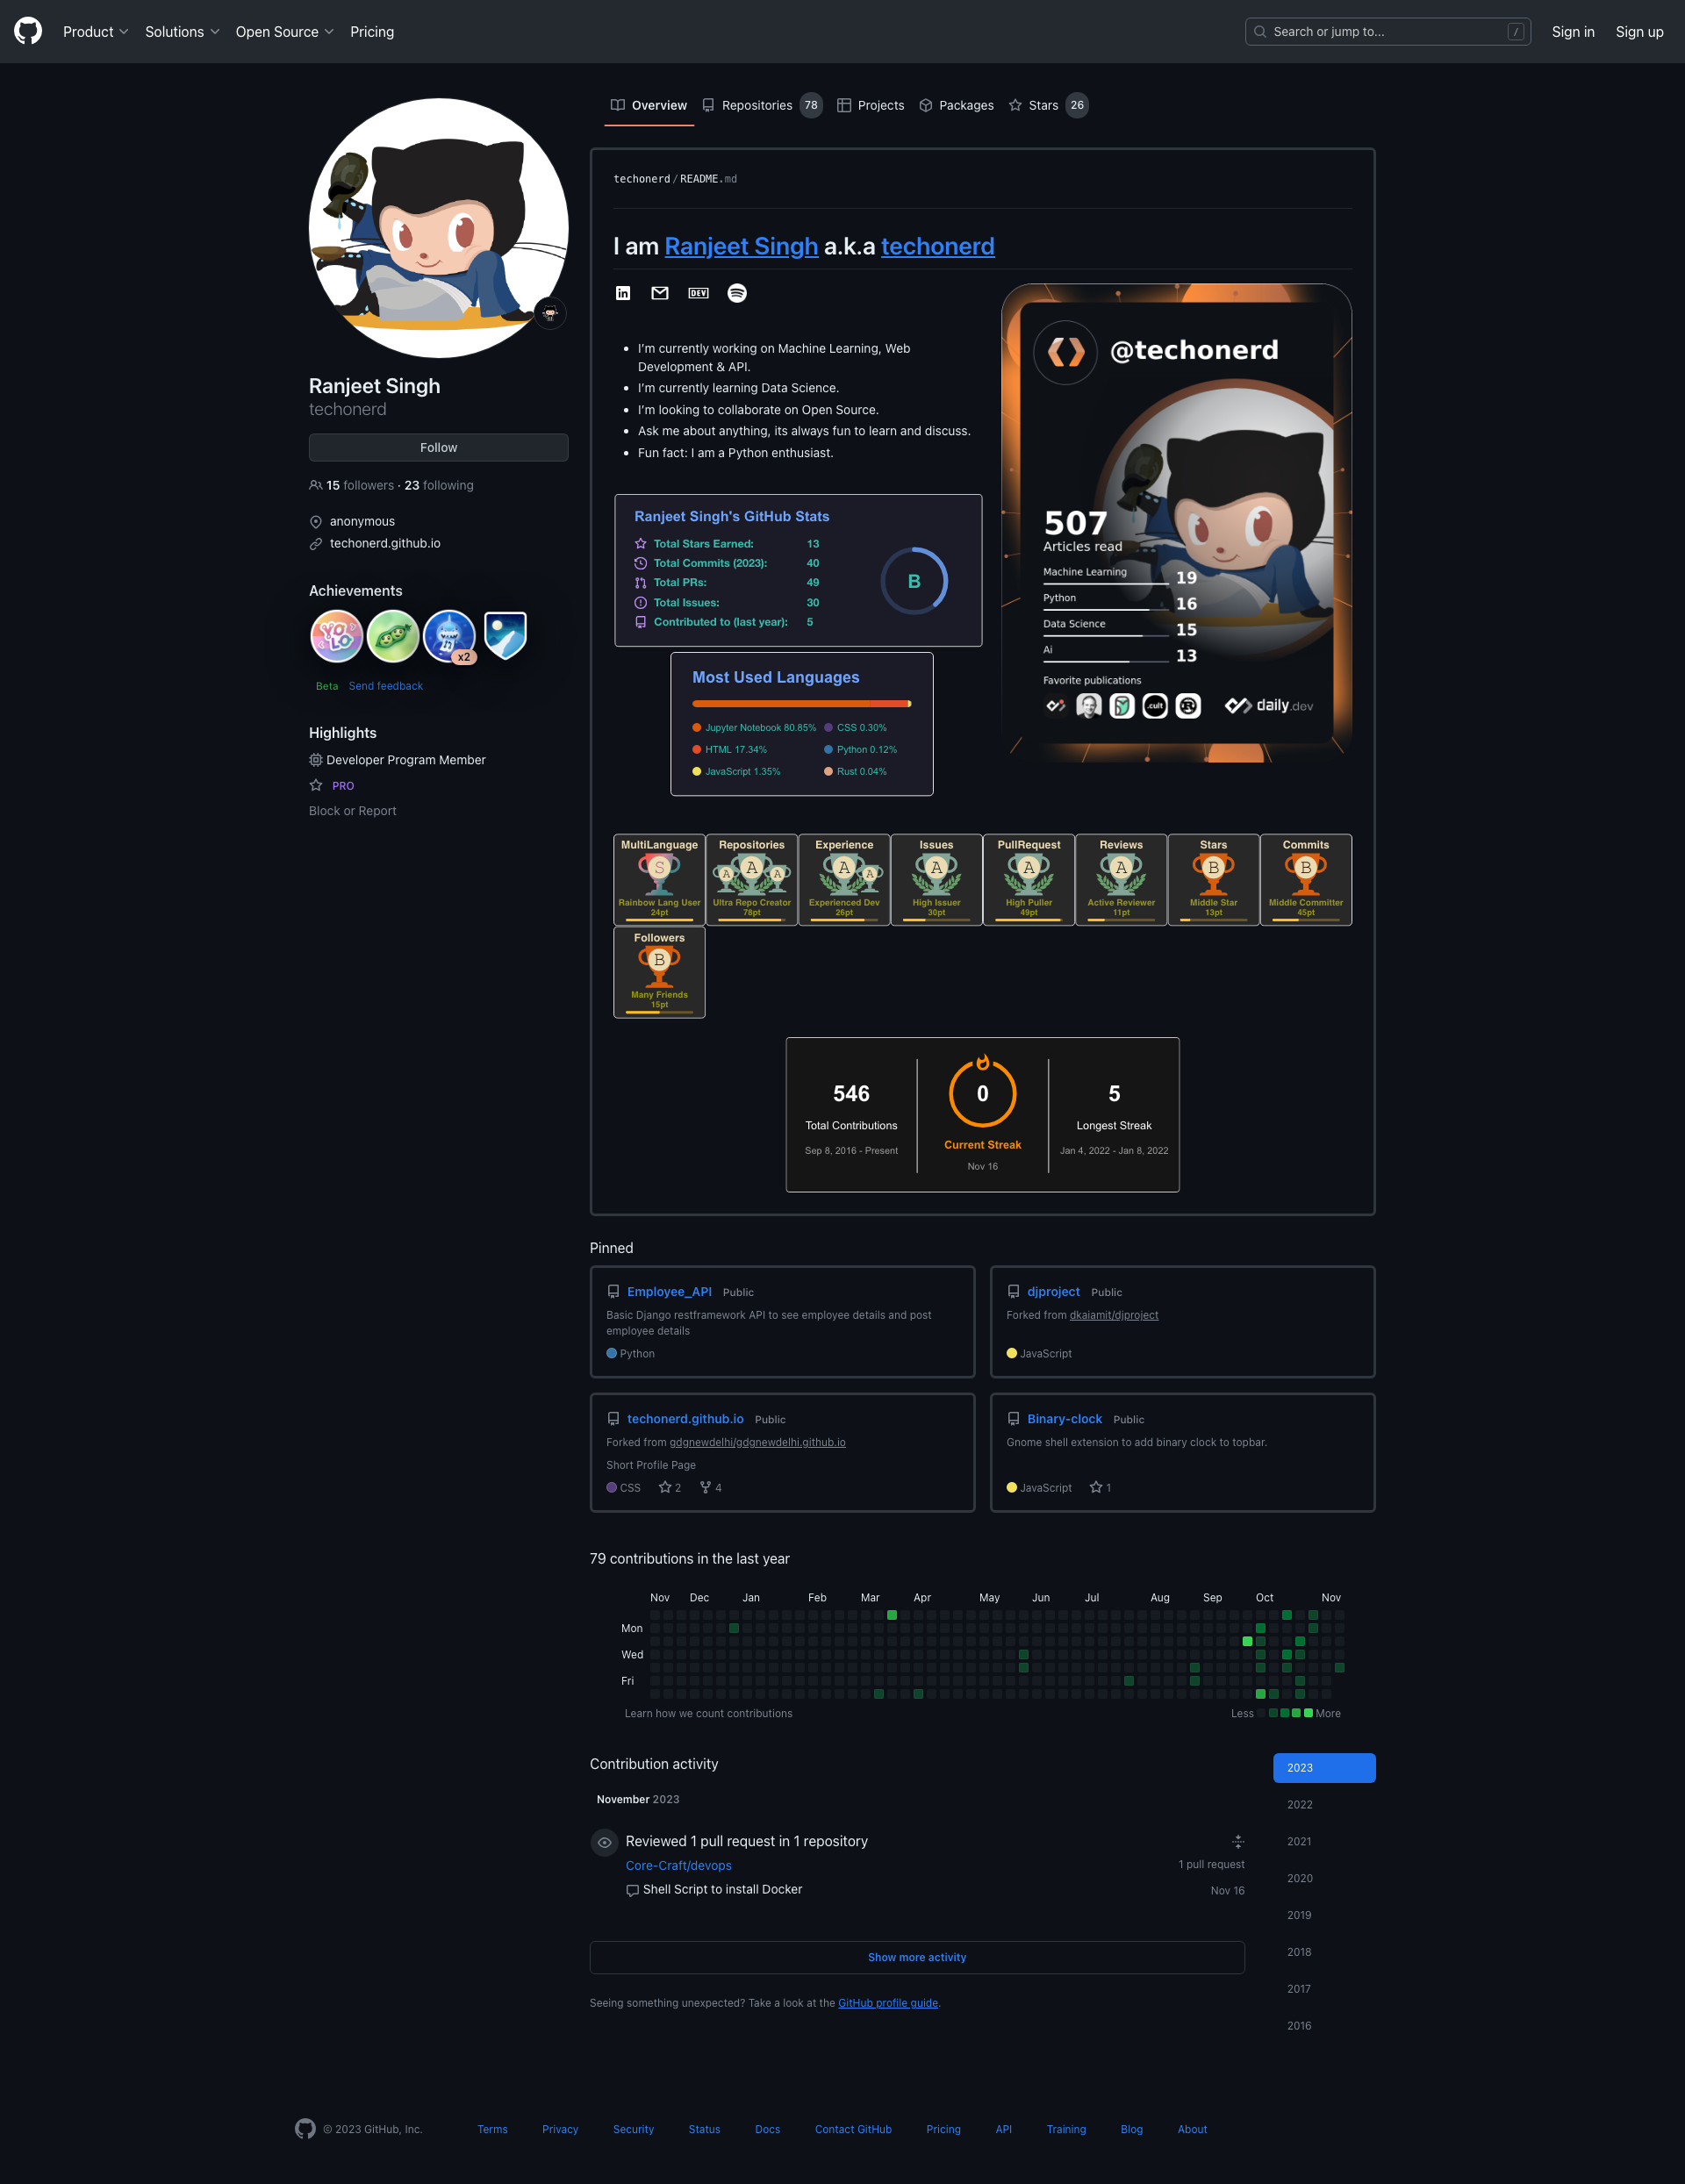 Product
Solutions
Open Source
Pricing
Search or jump to...
/
Sign in
Sign up
Overview
Repositories 78
Projects
Packages
Stars 26
Ranjeet Singh
techonerd
Follow
15 followers · 23 following
anonymous
techonerd.github.io
Achievements
YOLO
x2
Beta Send feedback
Highlights
Developer Program Member
PRO
Block or Report
techonerd/README.md
I am Ranjeet Singh a.k.a techonerd
DEV
I'm currently working on Machine Learning, Web
Development & API.
I'm currently learning Data Science.
I'm looking to collaborate on Open Source.
Ask me about anything, its always fun to learn and discuss.
Fun fact: I am a Python enthusiast.
@techonerd
507
Articles read
Machine Learning 19
Python 16
Data Science 15
Ai 13
Favorite publications
.cult
daily.dev
Ranjeet Singh's GitHub Stats
Total Stars Earned: 13
Total Commits (2023): 40
Total PRs: 49
Total Issues: 30
Contributed to (last year): 5
B
Most Used Languages
Jupyter Notebook 80.85% CSS 0.30%
HTML 17.34% Python 0.12%
JavaScript 1.35% Rust 0.04%
MultiLanguage
S
Rainbow Lang User
24pt
Repositories
A A A
Ultra Repo Creator
78pt
Experience
A A
Experienced Dev
26pt
Issues
A
High Issuer
30pt
PullRequest
A
High Puller
49pt
Reviews
A
Active Reviewer
11pt
Stars
B
Middle Star
13pt
Commits
B
Middle Committer
45pt
Followers
B
Many Friends
15pt
546
Total Contributions
Sep 8, 2016 - Present
0
Current Streak
Nov 16
5
Longest Streak
Jan 4, 2022 - Jan 8, 2022
Pinned
Employee_API Public
Basic Django restframework API to see employee details and post
employee details
Python
djproject Public
Forked from dkaiamit/djproject
JavaScript
techonerd.github.io Public
Forked from gdgnewdelhi/gdgnewdelhi.github.io
Short Profile Page
CSS 2 4
Binary-clock Public
Gnome shell extension to add binary clock to topbar.
JavaScript 1
79 contributions in the last year
Nov Dec Jan Feb Mar Apr May Jun Jul Aug Sep Oct Nov
Mon
Wed
Fri
Learn how we count contributions
Less More
Contribution activity
November 2023
Reviewed 1 pull request in 1 repository
Core-Craft/devops 1 pull request
Shell Script to install Docker Nov 16
Show more activity
Seeing something unexpected? Take a look at the GitHub profile guide.
2023
2022
2021
2020
2019
2018
2017
2016
© 2023 GitHub, Inc.
Terms
Privacy
Security
Status
Docs
Contact GitHub
Pricing
API
Training
Blog
About